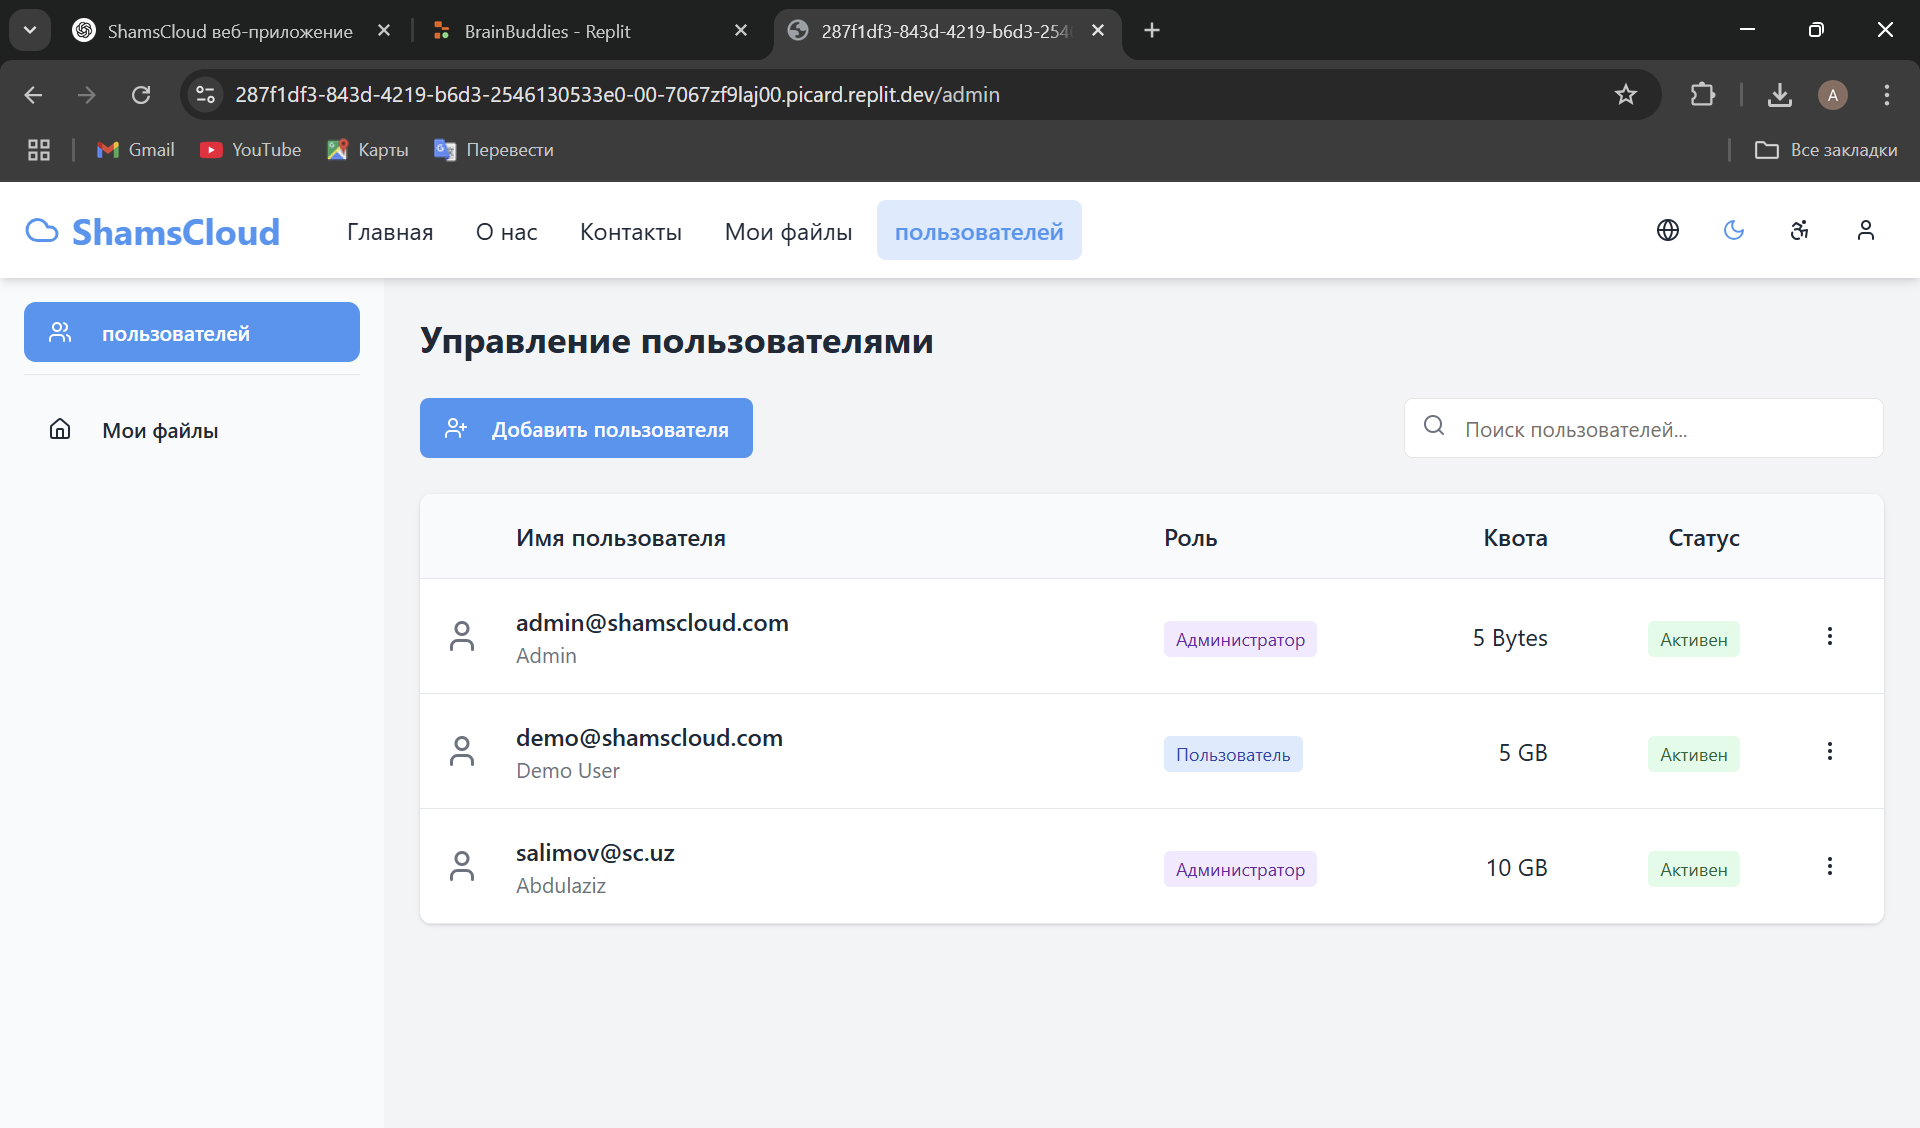 ShamsCloud веб-приложение
BrainBuddies - Replit
287f1df3-843d-4219-b6d3-254
287f1df3-843d-4219-b6d3-2546130533e0-00-7067zf9laj00.picard.replit.dev/admin
A
Gmail
YouTube
Карты
Перевести
Все закладки
ShamsCloud
Главная
О нас
Контакты
Мои файлы
пользователей
пользователей
Мои файлы
Управление пользователями
Добавить пользователя
Поиск пользователей...
Имя пользователя Роль Квота Статус
admin@shamscloud.com
Admin
Администратор 5 Bytes Активен
demo@shamscloud.com
Demo User
Пользователь 5 GB Активен
salimov@sc.uz
Abdulaziz
Администратор 10 GB Активен